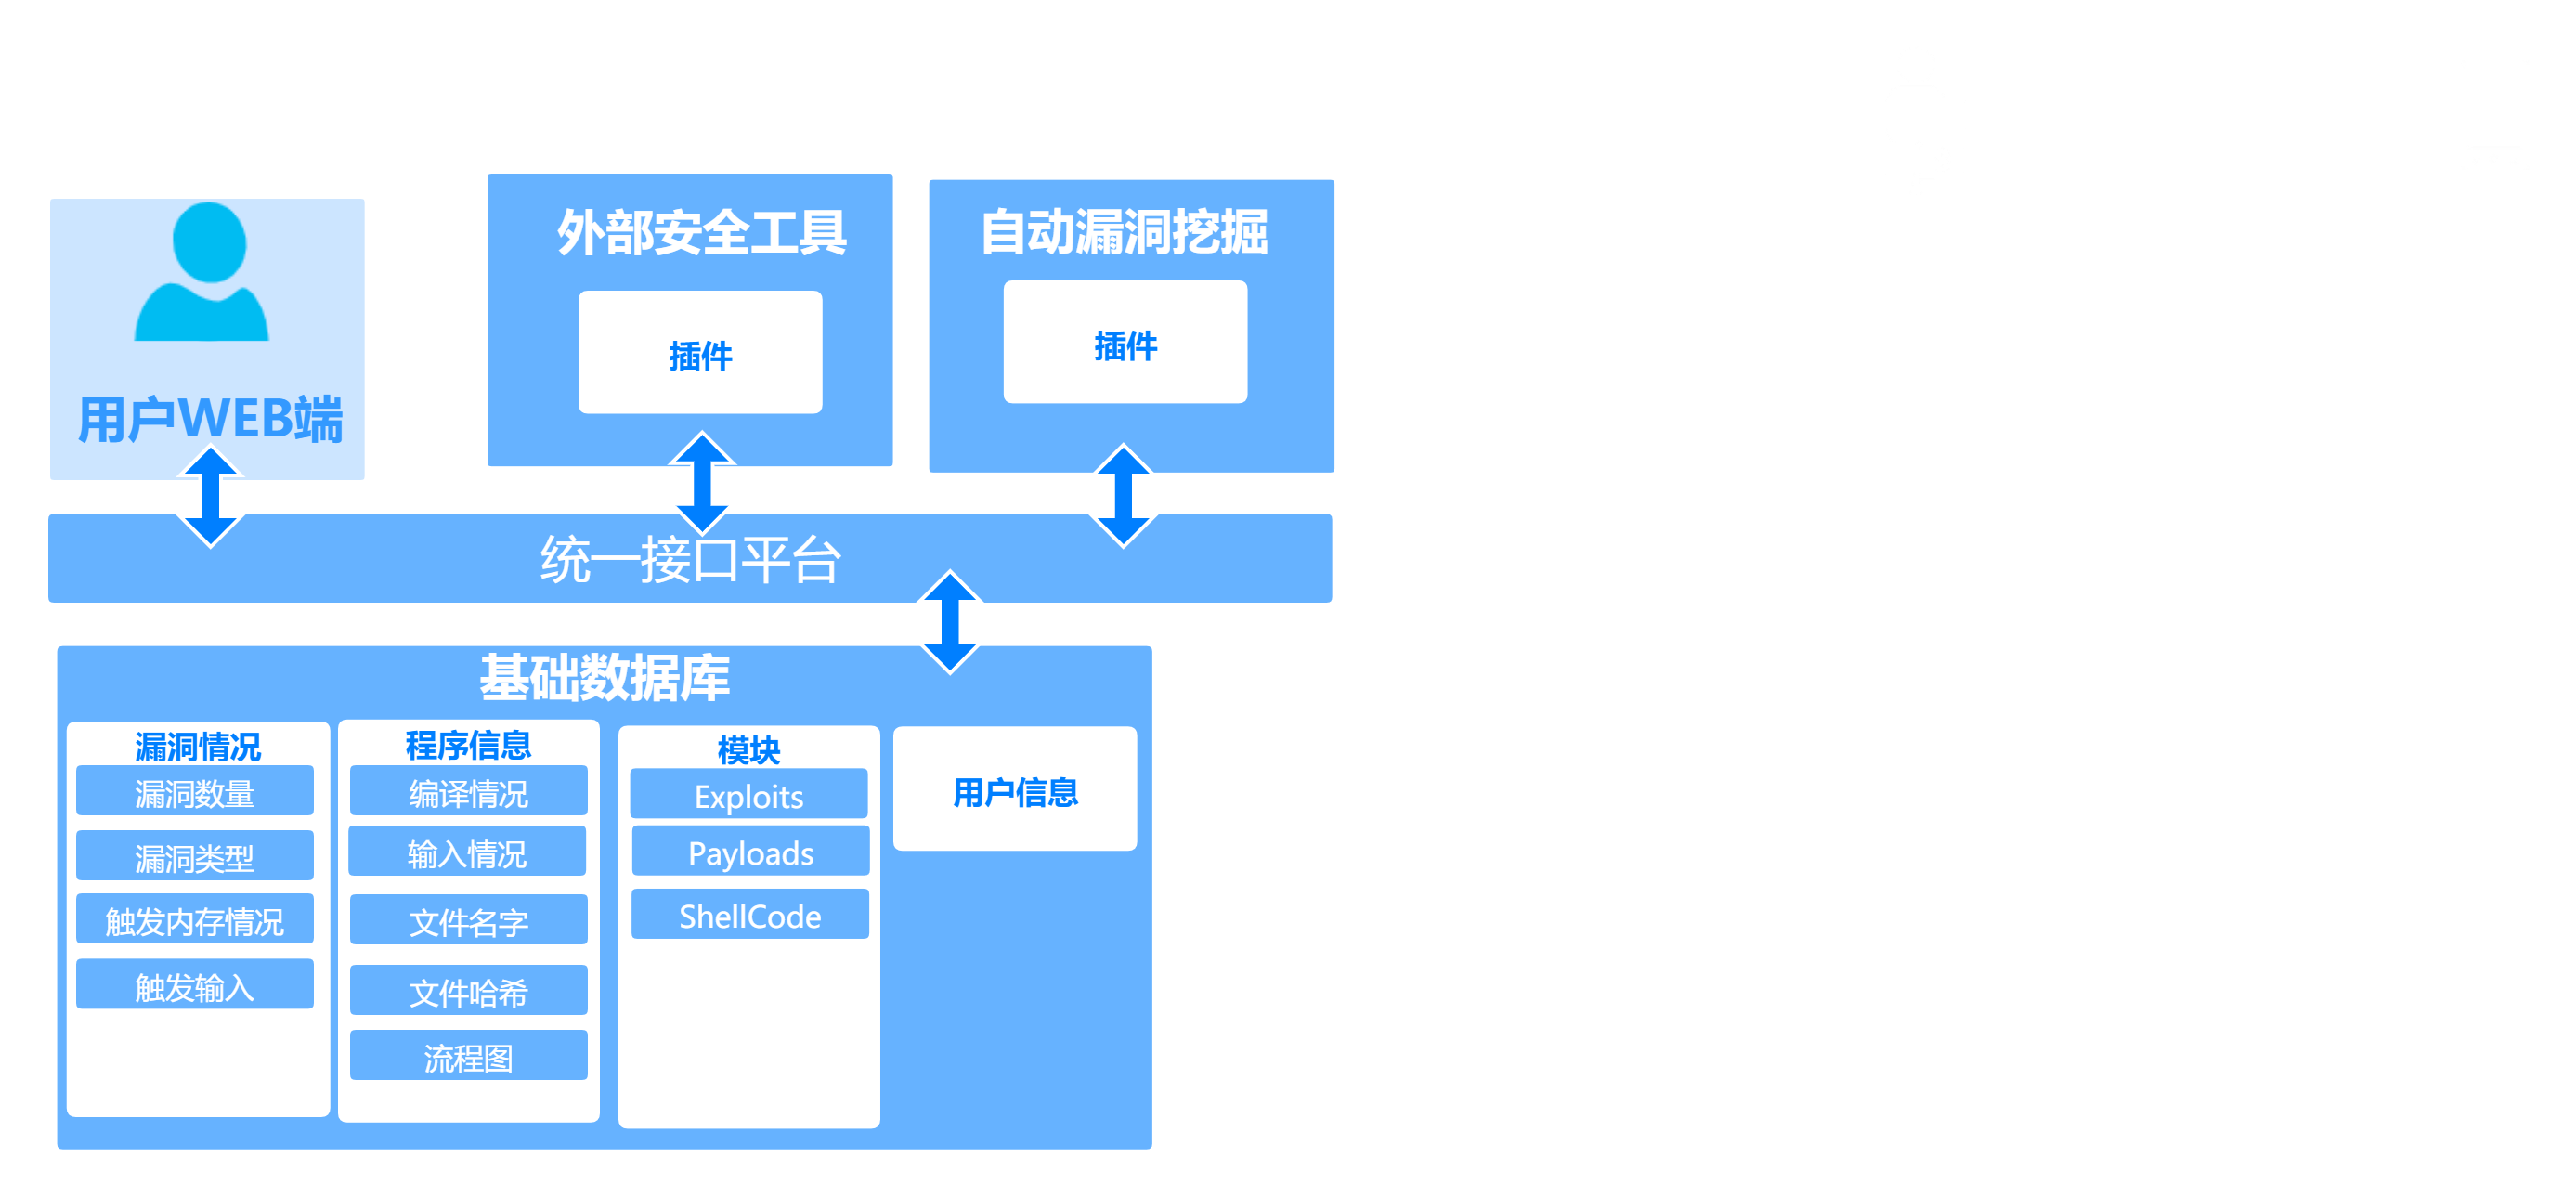 用户WEB端
外部安全工具
插件
自动漏洞挖掘
插件
统一接口平台
基础数据库
漏洞情况
漏洞数量
漏洞类型
触发内存情况
触发输入
程序信息
编译情况
输入情况
文件名字
文件哈希
流程图
模块
Exploits
Payloads
ShellCode
用户信息